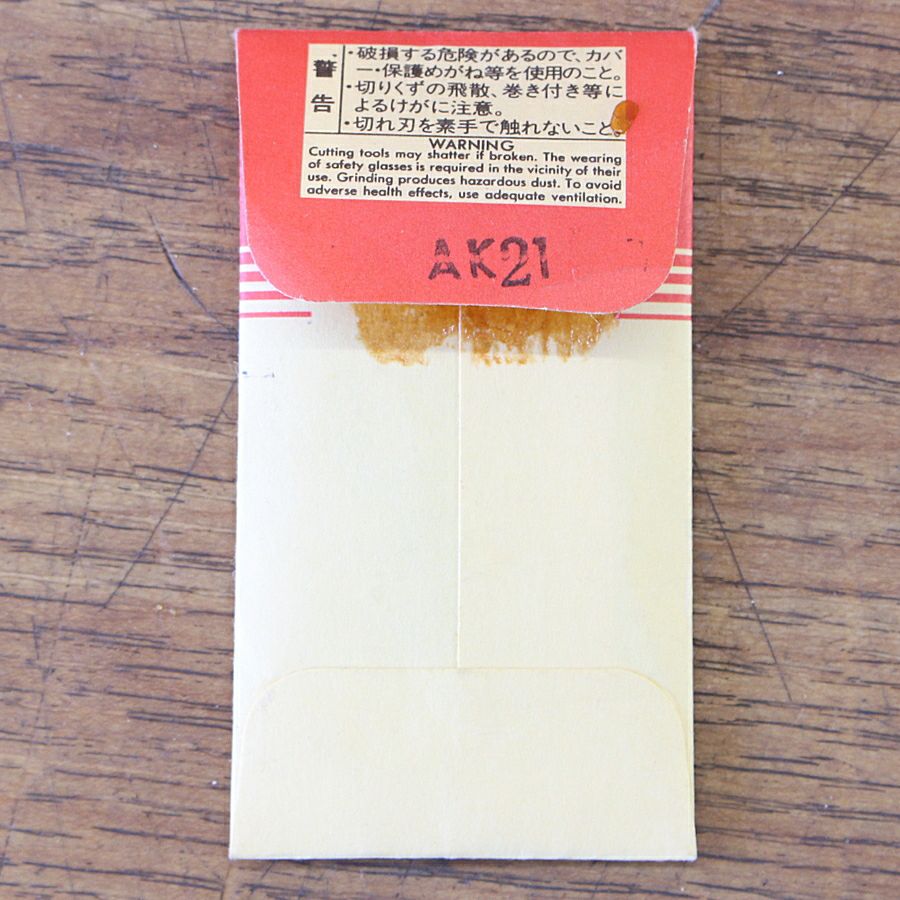 警告
・破損する危険があるので、カバ
ー・保護めがね等を使用のこと。
・切りくずの飛散、巻き付き等に
よるけがに注意。
・切れ刃を素手で触れないこと。
WARNING
Cutting tools may shatter if broken. The wearing
of safety glasses is required in the vicinity of their
use. Grinding produces hazardous dust. To avoid
adverse health effects, use adequate ventilation.
AK21